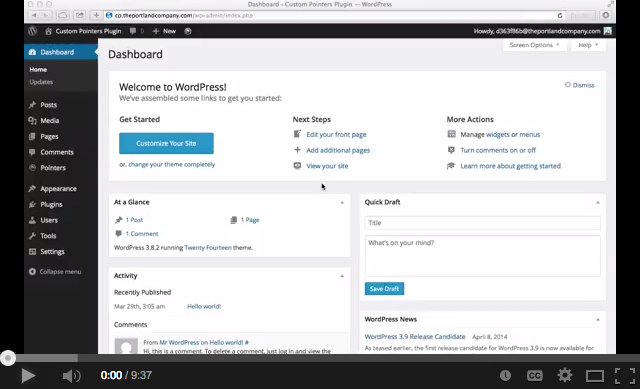 Dashboard ‹ Custom Pointers Plugin — WordPress
cp.theportlandcompany.com/wp-admin/index.php
Custom Pointers Plugin 0 + New Howdy, d363f86b@theportlandcompany.com
Dashboard
Home
Updates
Posts
Media
Pages
Comments
Pointers
Appearance
Plugins
Users
Tools
Settings
Collapse menu
Screen Options Help
Dashboard
Welcome to WordPress!
We've assembled some links to get you started:
Dismiss
Get Started
Customize Your Site
or, change your theme completely
Next Steps
Edit your front page
Add additional pages
View your site
More Actions
Manage widgets or menus
Turn comments on or off
Learn more about getting started
At a Glance
1 Post 1 Page
1 Comment
WordPress 3.8.2 running Twenty Fourteen theme.
Activity
Recently Published
Mar 29th, 3:05 am Hello world!
Comments
From Mr WordPress on Hello world! #
Hi, this is a comment. To delete a comment, just log in and view the
Quick Draft
Title
What's on your mind?
Save Draft
WordPress News
WordPress 3.9 Release Candidate April 8, 2014
As teased earlier, the first release candidate for WordPress 3.9 is now available for
0:00 / 9:37
CC